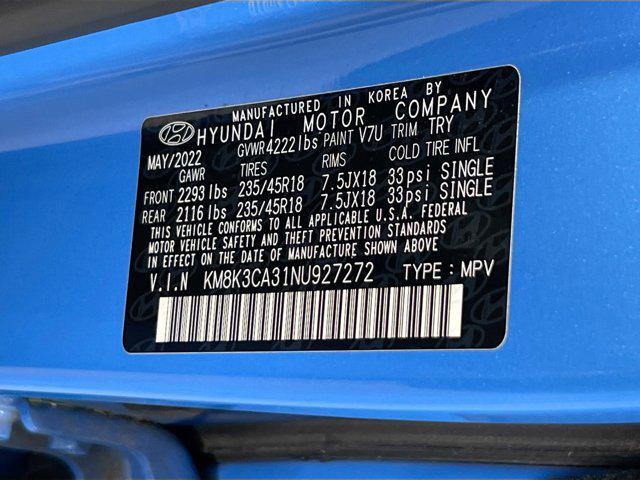 MANUFACTURED IN KOREA BY
HYUNDAI MOTOR COMPANY
MAY/2022 GVWR4222lbs PAINT V7U TRIM TRY
GAWR TIRES RIMS COLD TIRE INFL
FRONT 2293 lbs 235/45R18 7.5JX18 33psi SINGLE
REAR 2116 lbs 235/45R18 7.5JX18 33psi SINGLE
THIS VEHICLE CONFORMS TO ALL APPLICABLE U.S.A. FEDERAL
MOTOR VEHICLE SAFETY AND THEFT PREVENTION STANDARDS
IN EFFECT ON THE DATE OF MANUFACTURE SHOWN ABOVE
V.I.N KM8K3CA31NU927272 TYPE : MPV